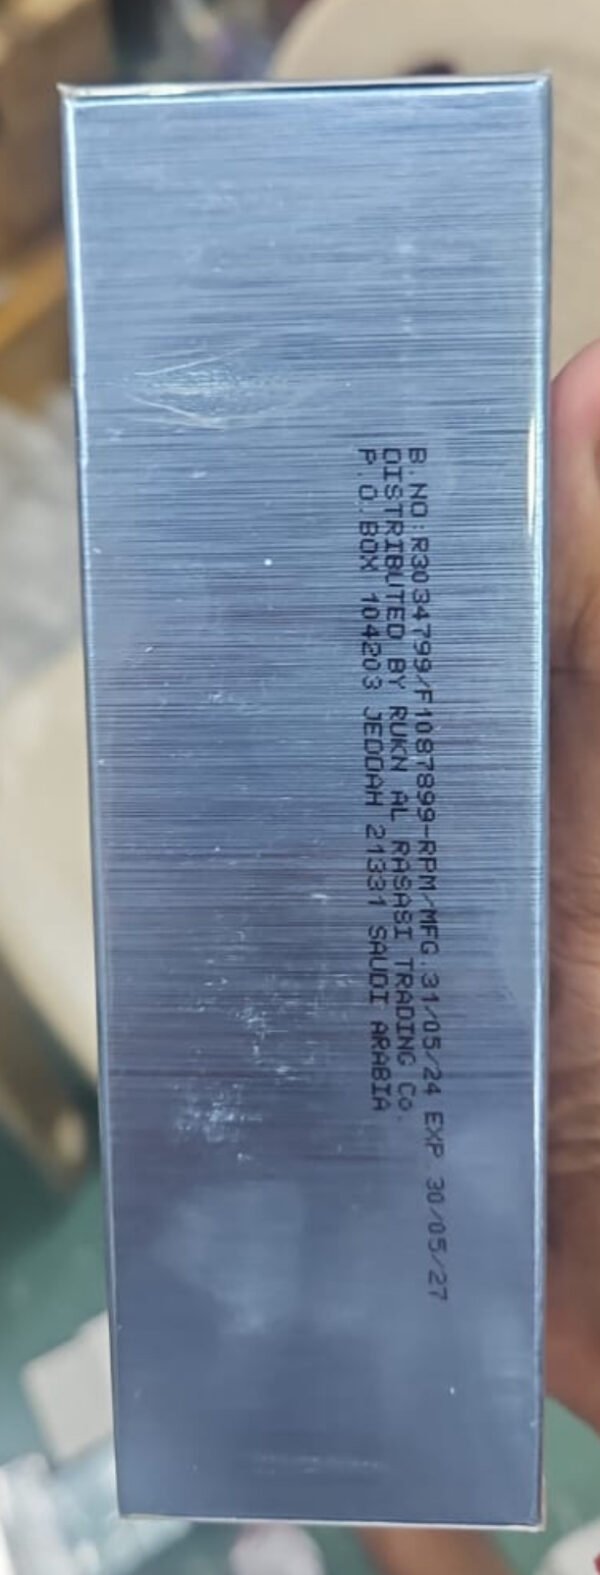 B.NO:R3034799/F1087899-RPM/MFG.31/05/24 EXP 30/05/27
DISTRIBUTED BY RUKN AL RASASI TRADING Co.
P.O.BOX 104203 JEDDAH 21331 SAUDI ARABIA